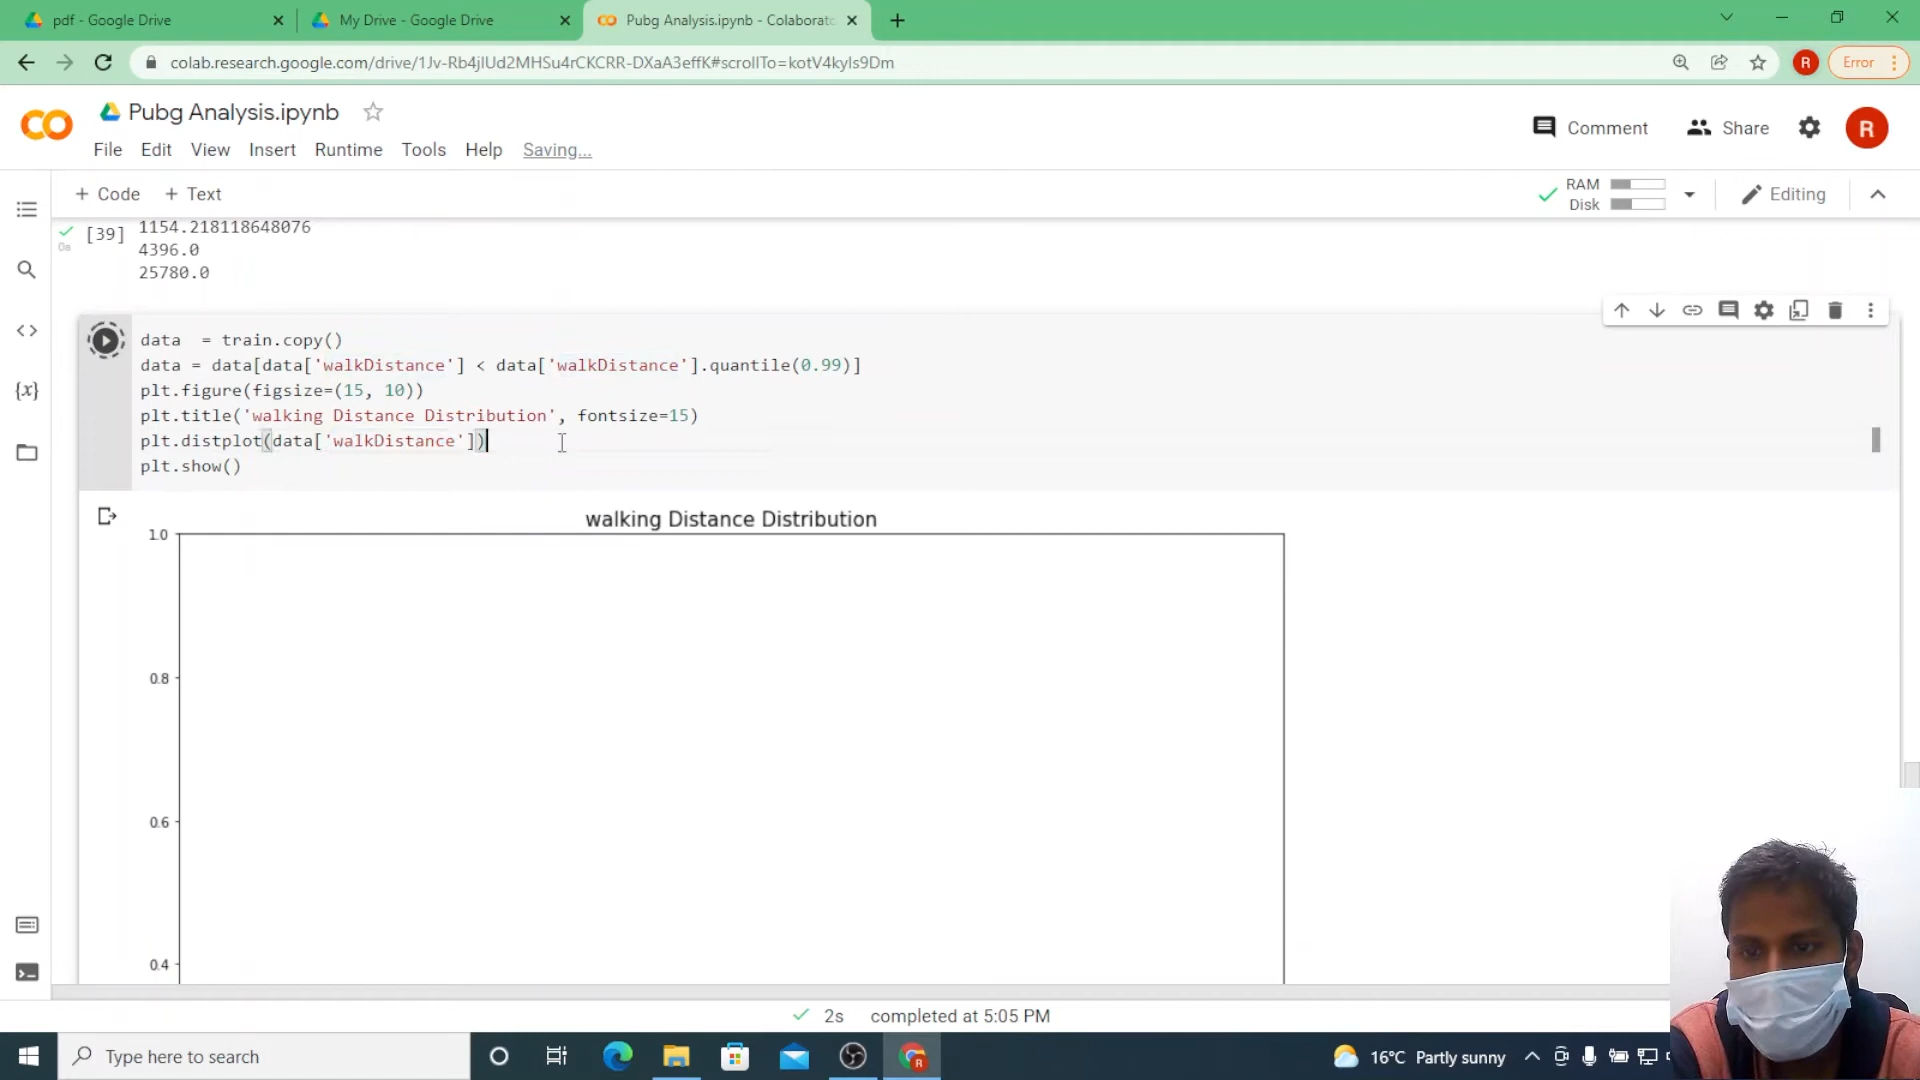 pdf - Google Drive
My Drive - Google Drive
Pubg Analysis.ipynb - Colaborato
colab.research.google.com/drive/1Jv-Rb4jlUd2MHSu4rCKCRR-DXaA3effK#scrollTo=kotV4kyls9Dm
R
Error
Pubg Analysis.ipynb
Comment
Share
R
File Edit View Insert Runtime Tools Help Saving...
+ Code + Text
RAM
Disk
Editing
[39]
0s
1154.218118648076
4396.0
25780.0
data  = train.copy()
data = data[data['walkDistance'] < data['walkDistance'].quantile(0.99)]
plt.figure(figsize=(15, 10))
plt.title('walking Distance Distribution', fontsize=15)
plt.distplot(data['walkDistance'])
plt.show()
{x}
walking Distance Distribution
1.0
0.8
0.6
0.4
2s completed at 5:05 PM
Type here to search
R
16°C Partly sunny